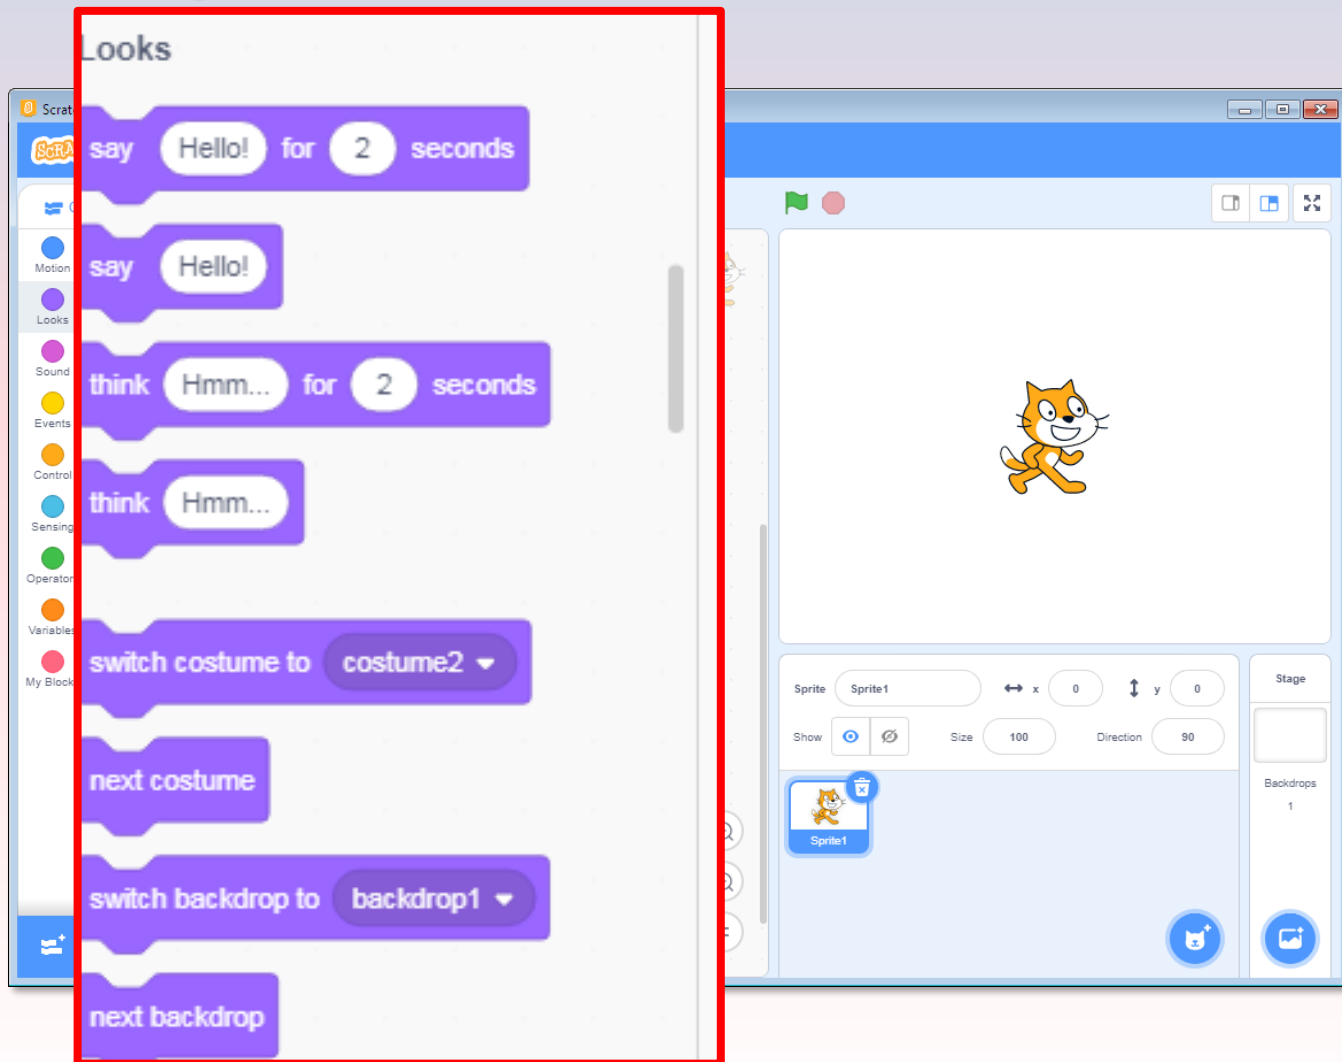 Looks
say Hello! for 2 seconds
say Hello!
think Hmm... for 2 seconds
think Hmm...
switch costume to costume2
next costume
switch backdrop to backdrop1
next backdrop
Scrat
SCRA
Motion
Looks
Sound
Events
Control
Sensing
Operator
Variables
My Block
Sprite Sprite1 x 0 y 0
Show Size 100 Direction 90
Sprite1
Stage
Backdrops
1